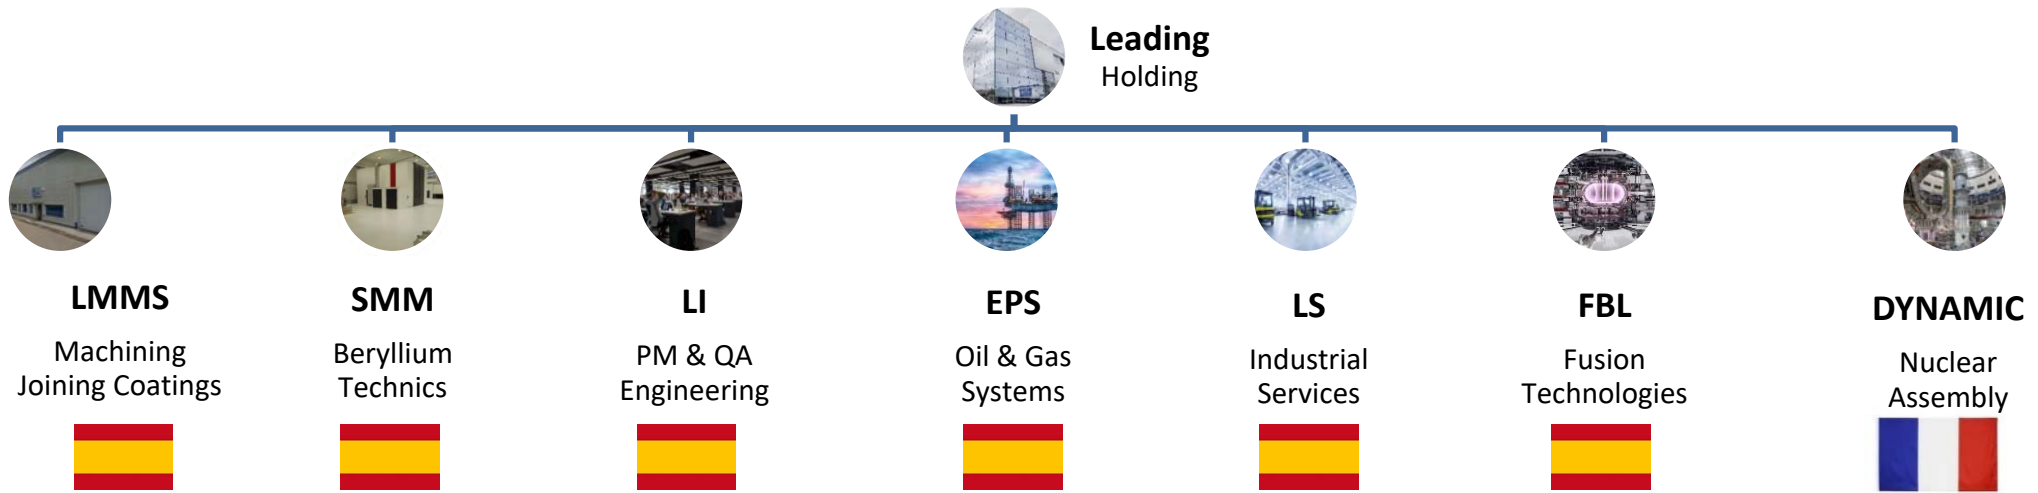 Leading
Holding
LMMS
Machining
Joining Coatings
SMM
Beryllium
Technics
LI
PM & QA
Engineering
EPS
Oil & Gas
Systems
LS
Industrial
Services
FBL
Fusion
Technologies
DYNAMIC
Nuclear
Assembly